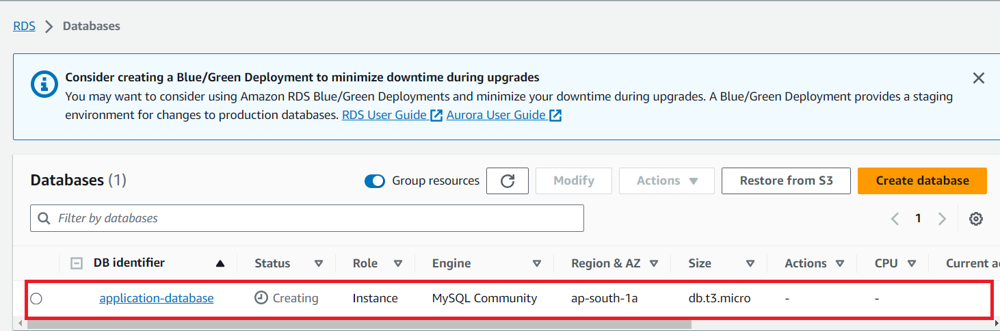 RDS > Databases
Consider creating a Blue/Green Deployment to minimize downtime during upgrades
You may want to consider using Amazon RDS Blue/Green Deployments and minimize your downtime during upgrades. A Blue/Green Deployment provides a staging
environment for changes to production databases. RDS User Guide Aurora User Guide
Databases (1) Group resources Modify Actions Restore from S3 Create database
Filter by databases 1
DB identifier Status Role Engine Region & AZ Size Actions CPU Current
application-database Creating Instance MySQL Community ap-south-1a db.t3.micro - -